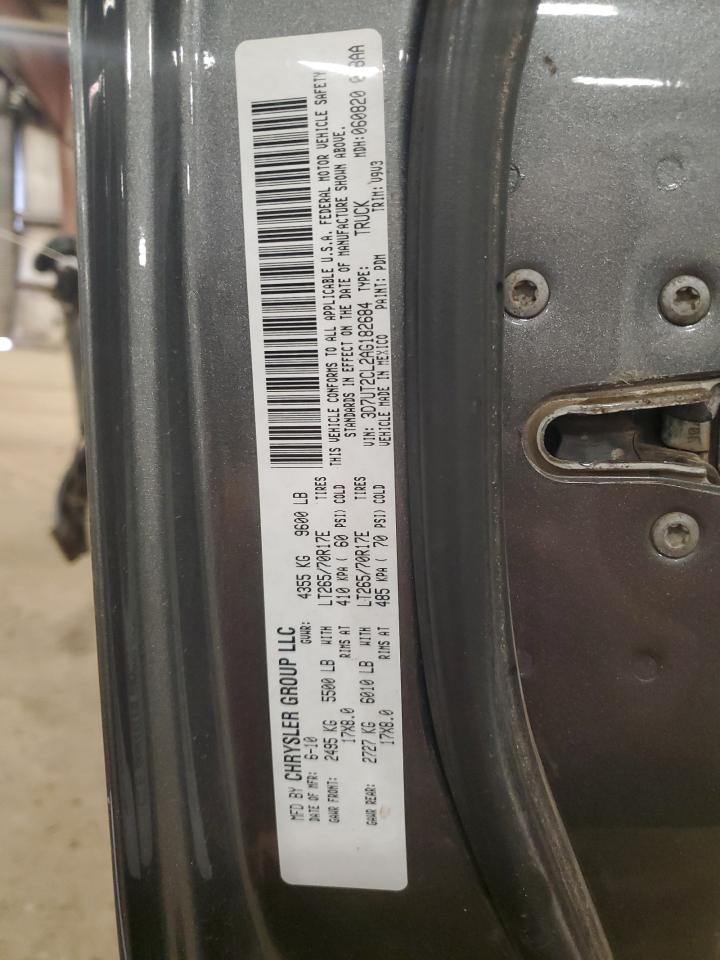 MFD BY CHRYSLER GROUP LLC
DATE OF MFR: 6-10 GVWR: 4355 KG 9600 LB
GAWR FRONT: 2495 KG 5500 LB WITH LT265/70R17E TIRES
17X8.0 RIMS AT 410 KPA ( 60 PSI) COLD
GAWR REAR: 2727 KG 6010 LB WITH LT265/70R17E TIRES
17X8.0 RIMS AT 485 KPA ( 70 PSI) COLD
THIS VEHICLE CONFORMS TO ALL APPLICABLE U.S.A. FEDERAL MOTOR VEHICLE SAFETY
STANDARDS IN EFFECT ON THE DATE OF MANUFACTURE SHOWN ABOVE.
VIN: 3D7UT2CL2AG182684 TYPE: TRUCK MDH: 060820
VEHICLE MADE IN MEXICO PAINT: PDM TRIM: V9V3